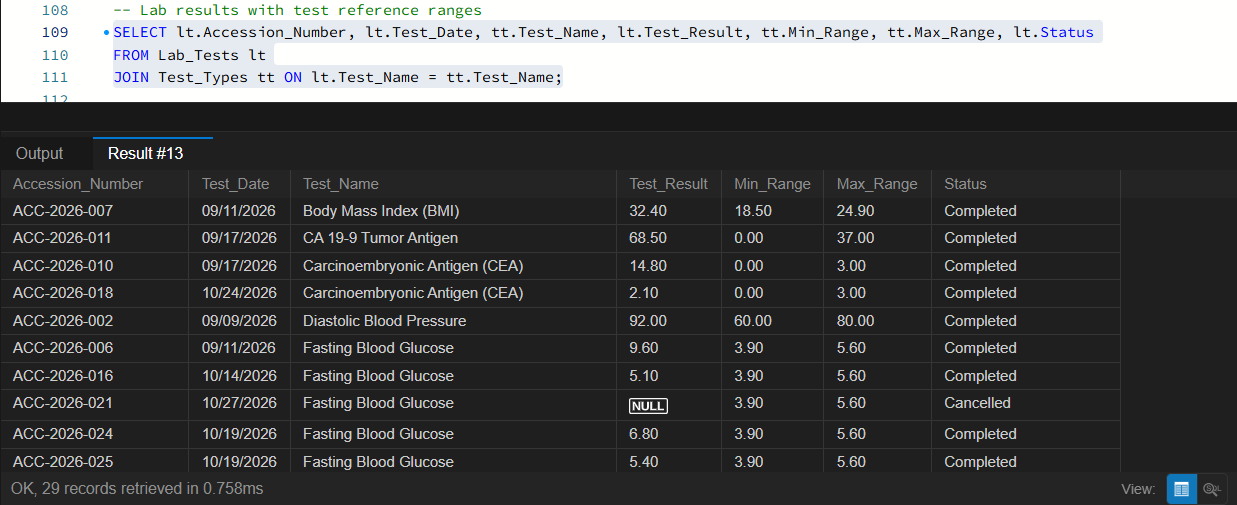 108 -- Lab results with test reference ranges
109 SELECT lt.Accession_Number, lt.Test_Date, tt.Test_Name, lt.Test_Result, tt.Min_Range, tt.Max_Range, lt.Status
110 FROM Lab_Tests lt
111 JOIN Test_Types tt ON lt.Test_Name = tt.Test_Name;
112
Output Result #13
Accession_Number Test_Date Test_Name Test_Result Min_Range Max_Range Status
ACC-2026-007 09/11/2026 Body Mass Index (BMI) 32.40 18.50 24.90 Completed
ACC-2026-011 09/17/2026 CA 19-9 Tumor Antigen 68.50 0.00 37.00 Completed
ACC-2026-010 09/17/2026 Carcinoembryonic Antigen (CEA) 14.80 0.00 3.00 Completed
ACC-2026-018 10/24/2026 Carcinoembryonic Antigen (CEA) 2.10 0.00 3.00 Completed
ACC-2026-002 09/09/2026 Diastolic Blood Pressure 92.00 60.00 80.00 Completed
ACC-2026-006 09/11/2026 Fasting Blood Glucose 9.60 3.90 5.60 Completed
ACC-2026-016 10/14/2026 Fasting Blood Glucose 5.10 3.90 5.60 Completed
ACC-2026-021 10/27/2026 Fasting Blood Glucose NULL 3.90 5.60 Cancelled
ACC-2026-024 10/19/2026 Fasting Blood Glucose 6.80 3.90 5.60 Completed
ACC-2026-025 10/19/2026 Fasting Blood Glucose 5.40 3.90 5.60 Completed
OK, 29 records retrieved in 0.758ms View: SQL